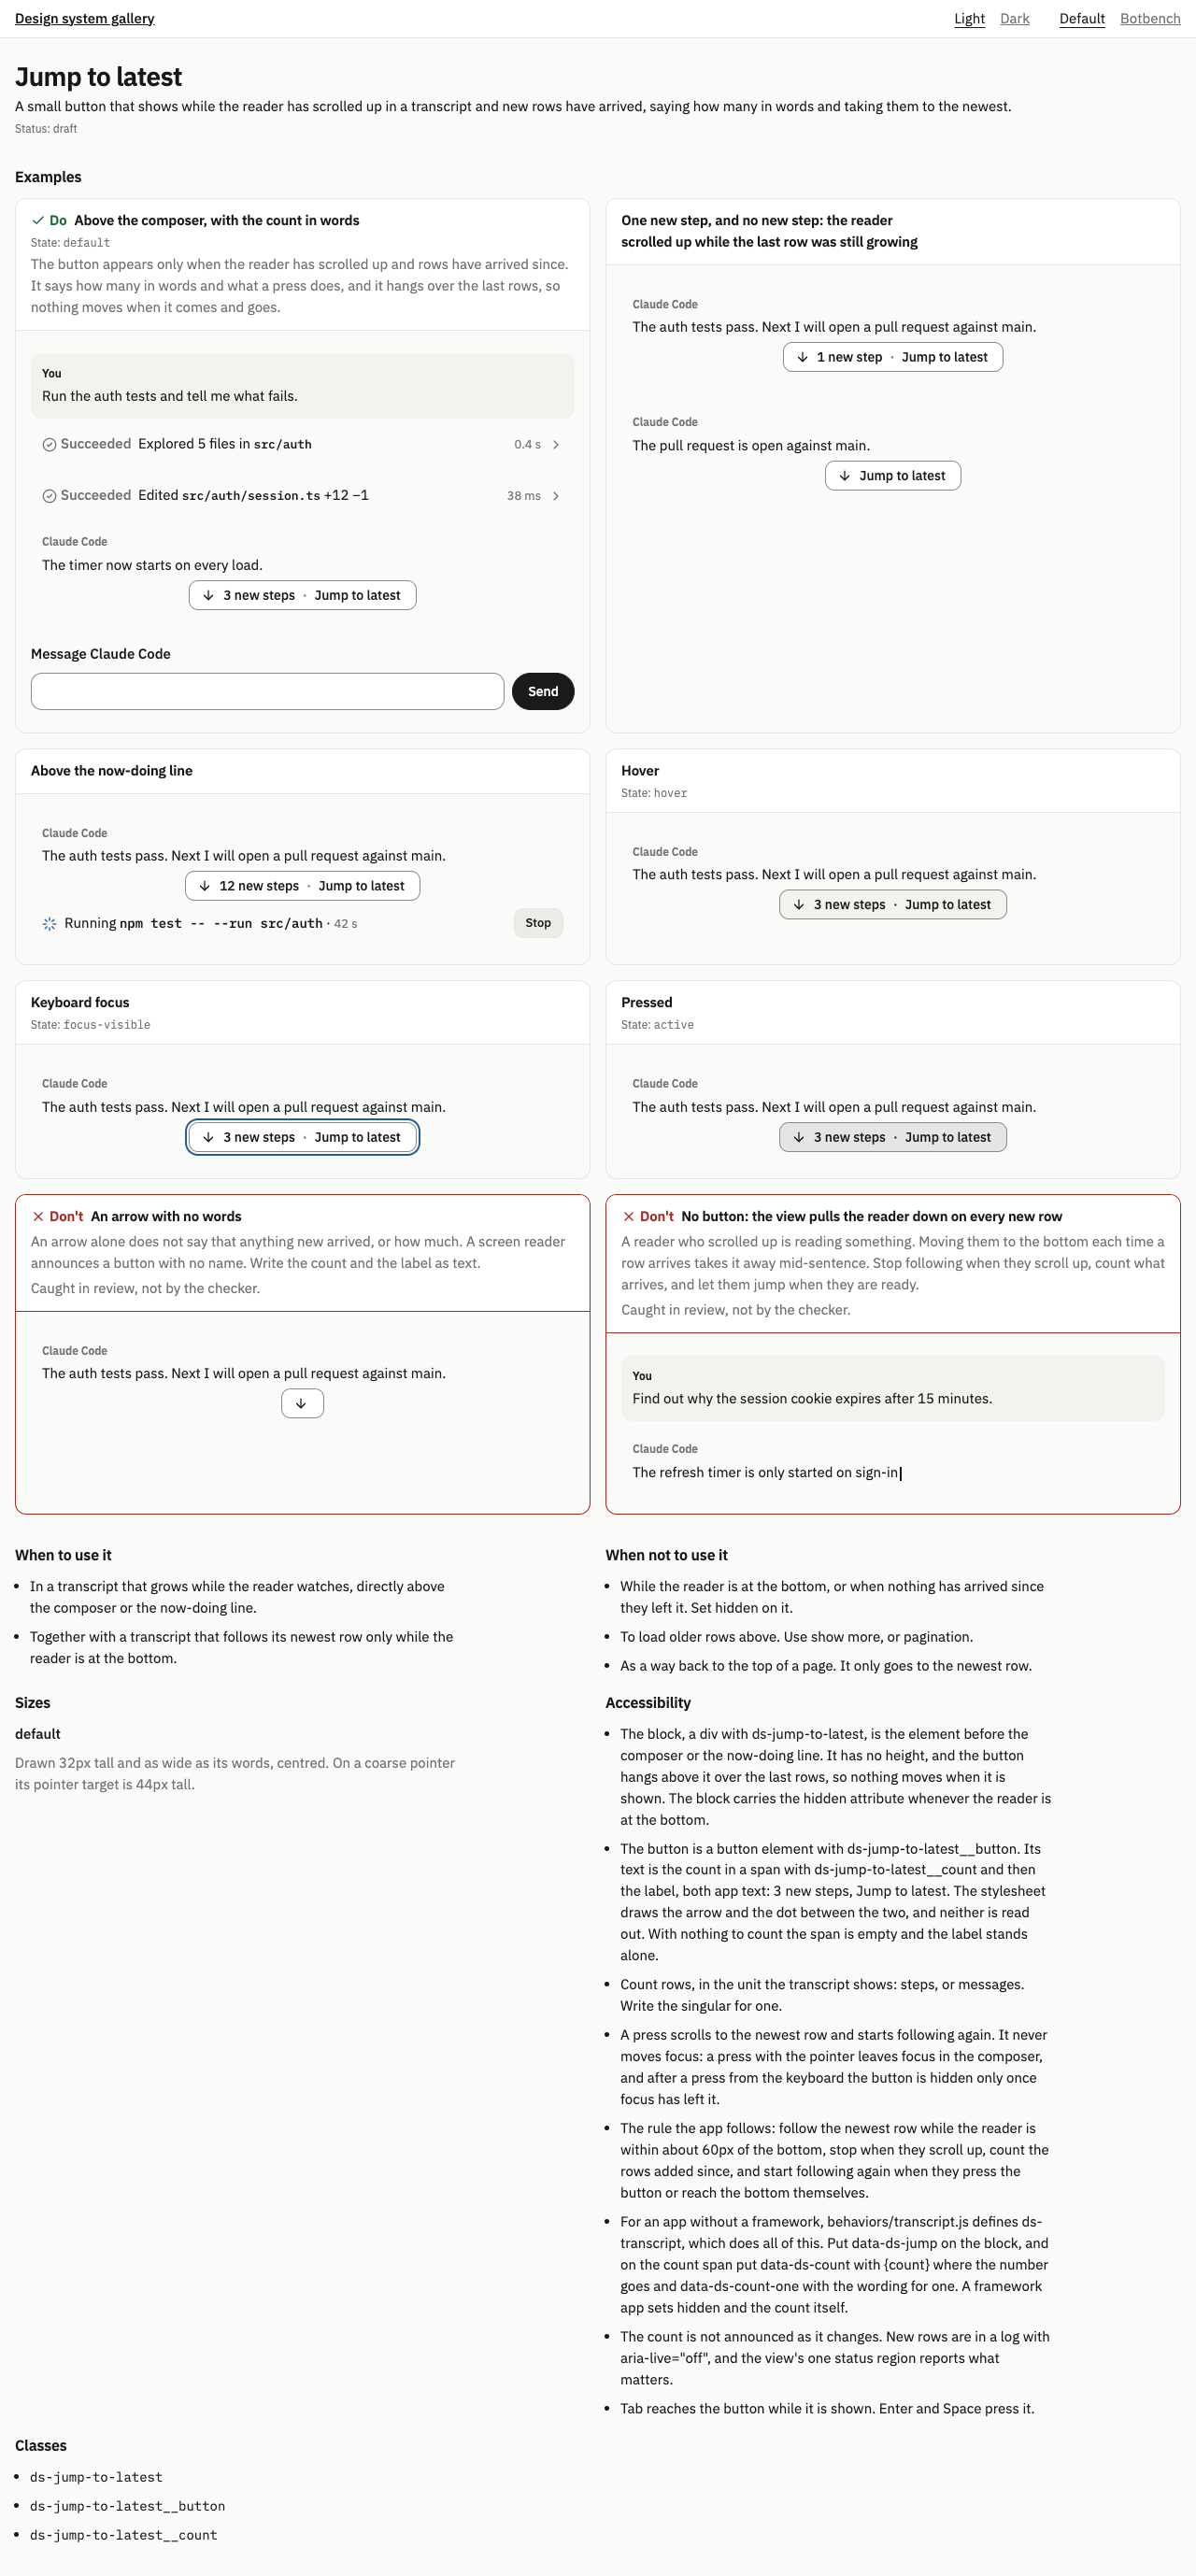 Design system gallery
Light Dark Default Botbench
Jump to latest
A small button that shows while the reader has scrolled up in a transcript and new rows have arrived, saying how many in words and taking them to the newest.
Status: draft
Examples
Do Above the composer, with the count in words
State: default
The button appears only when the reader has scrolled up and rows have arrived since.
It says how many in words and what a press does, and it hangs over the last rows, so
nothing moves when it comes and goes.
You
Run the auth tests and tell me what fails.
Succeeded Explored 5 files in src/auth 0.4 s
Succeeded Edited src/auth/session.ts +12 −1 38 ms
Claude Code
The timer now starts on every load.
3 new steps · Jump to latest
Message Claude Code
Send
One new step, and no new step: the reader
scrolled up while the last row was still growing
Claude Code
The auth tests pass. Next I will open a pull request against main.
1 new step · Jump to latest
Claude Code
The pull request is open against main.
Jump to latest
Above the now-doing line
Claude Code
The auth tests pass. Next I will open a pull request against main.
12 new steps · Jump to latest
Running npm test -- --run src/auth · 42 s Stop
Hover
State: hover
Claude Code
The auth tests pass. Next I will open a pull request against main.
3 new steps · Jump to latest
Keyboard focus
State: focus-visible
Claude Code
The auth tests pass. Next I will open a pull request against main.
3 new steps · Jump to latest
Pressed
State: active
Claude Code
The auth tests pass. Next I will open a pull request against main.
3 new steps · Jump to latest
Don't An arrow with no words
An arrow alone does not say that anything new arrived, or how much. A screen reader
announces a button with no name. Write the count and the label as text.
Caught in review, not by the checker.
Claude Code
The auth tests pass. Next I will open a pull request against main.
Don't No button: the view pulls the reader down on every new row
A reader who scrolled up is reading something. Moving them to the bottom each time a
row arrives takes it away mid-sentence. Stop following when they scroll up, count what
arrives, and let them jump when they are ready.
Caught in review, not by the checker.
You
Find out why the session cookie expires after 15 minutes.
Claude Code
The refresh timer is only started on sign-in
When to use it
In a transcript that grows while the reader watches, directly above
the composer or the now-doing line.
Together with a transcript that follows its newest row only while the
reader is at the bottom.
When not to use it
While the reader is at the bottom, or when nothing has arrived since
they left it. Set hidden on it.
To load older rows above. Use show more, or pagination.
As a way back to the top of a page. It only goes to the newest row.
Sizes
default
Drawn 32px tall and as wide as its words, centred. On a coarse pointer
its pointer target is 44px tall.
Accessibility
The block, a div with ds-jump-to-latest, is the element before the
composer or the now-doing line. It has no height, and the button
hangs above it over the last rows, so nothing moves when it is
shown. The block carries the hidden attribute whenever the reader is
at the bottom.
The button is a button element with ds-jump-to-latest__button. Its
text is the count in a span with ds-jump-to-latest__count and then
the label, both app text: 3 new steps, Jump to latest. The stylesheet
draws the arrow and the dot between the two, and neither is read
out. With nothing to count the span is empty and the label stands
alone.
Count rows, in the unit the transcript shows: steps, or messages.
Write the singular for one.
A press scrolls to the newest row and starts following again. It never
moves focus: a press with the pointer leaves focus in the composer,
and after a press from the keyboard the button is hidden only once
focus has left it.
The rule the app follows: follow the newest row while the reader is
within about 60px of the bottom, stop when they scroll up, count the
rows added since, and start following again when they press the
button or reach the bottom themselves.
For an app without a framework, behaviors/transcript.js defines ds-
transcript, which does all of this. Put data-ds-jump on the block, and
on the count span put data-ds-count with {count} where the number
goes and data-ds-count-one with the wording for one. A framework
app sets hidden and the count itself.
The count is not announced as it changes. New rows are in a log with
aria-live="off", and the view's one status region reports what
matters.
Tab reaches the button while it is shown. Enter and Space press it.
Classes
ds-jump-to-latest
ds-jump-to-latest__button
ds-jump-to-latest__count